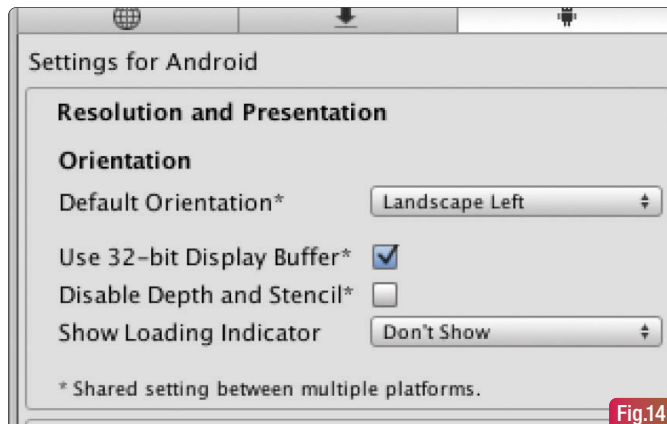 Settings for Android
Resolution and Presentation
Orientation
Default Orientation* Landscape Left
Use 32-bit Display Buffer*
Disable Depth and Stencil*
Show Loading Indicator Don't Show
* Shared setting between multiple platforms.
Fig.14